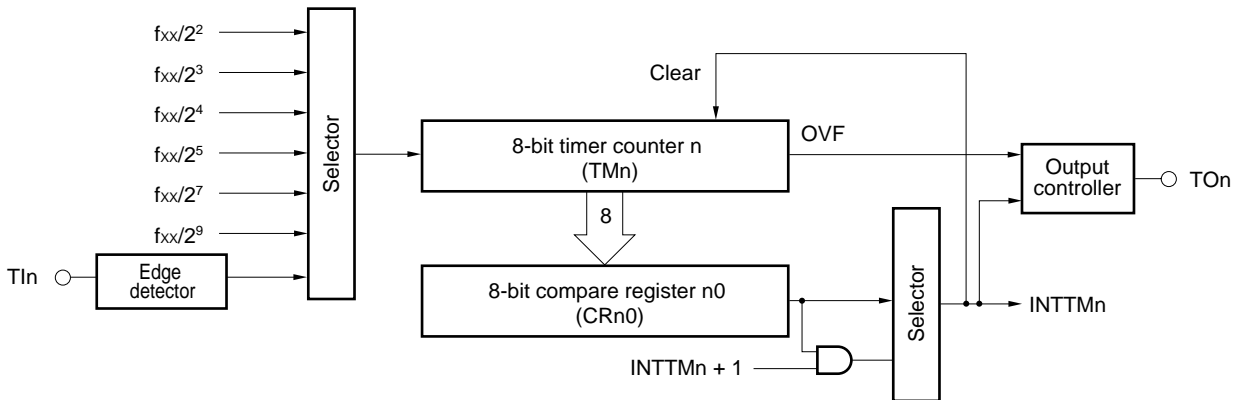 fxx/2²
fxx/2³
fxx/2⁴
fxx/2⁵
fxx/2⁷
fxx/2⁹
TIn
Edge
detector
Selector
Clear
8-bit timer counter n
(TMn)
OVF
8
8-bit compare register n0
(CRn0)
INTTMn + 1
Selector
Output
controller
TOn
INTTMn